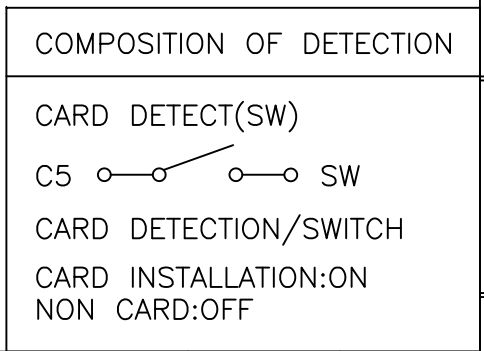 COMPOSITION OF DETECTION
CARD DETECT(SW)
C5 SW
CARD DETECTION/SWITCH
CARD INSTALLATION:ON
NON CARD:OFF